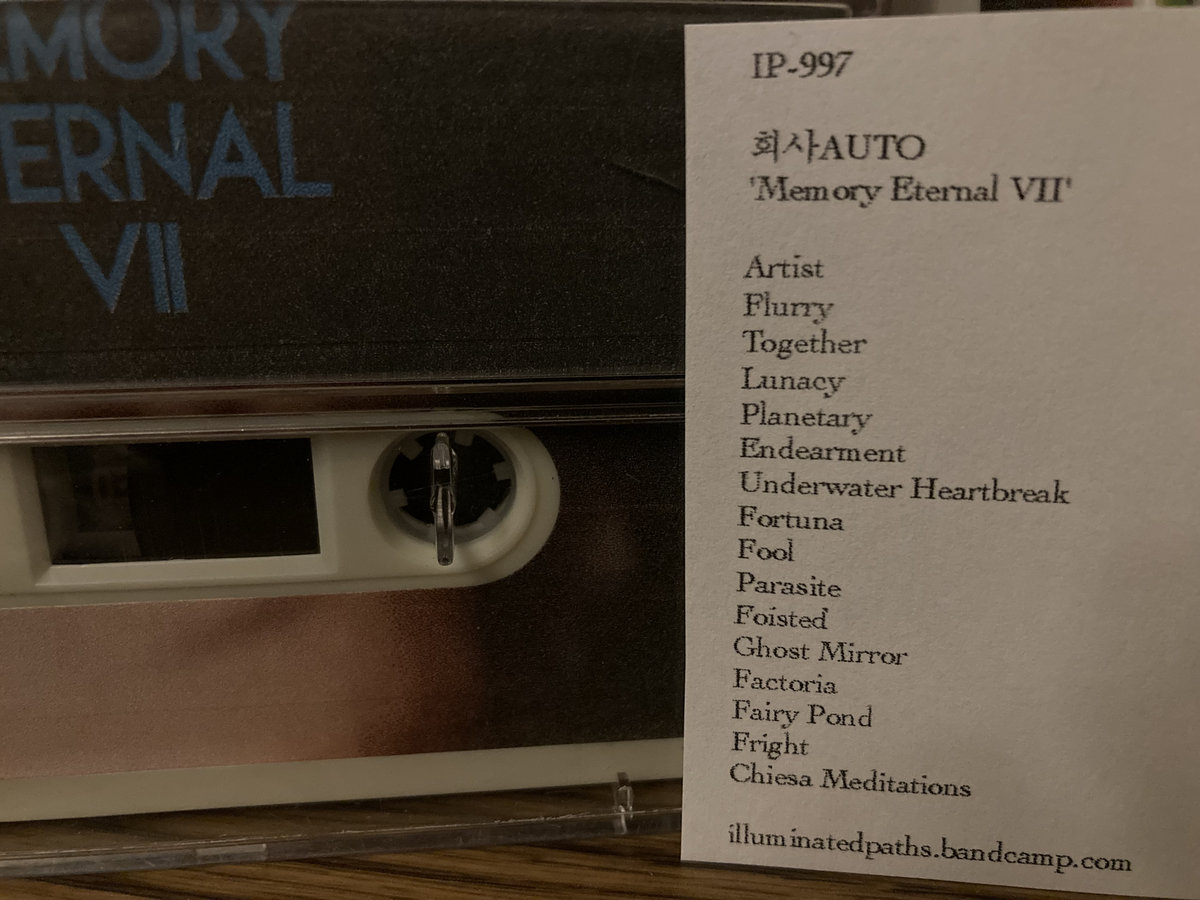 MORY
ERNAL
VII
IP-997
회사AUTO
'Memory Eternal VII'
Artist
Flurry
Together
Lunacy
Planetary
Endearment
Underwater Heartbreak
Fortuna
Fool
Parasite
Foisted
Ghost Mirror
Factoria
Fairy Pond
Fright
Chiesa Meditations
illuminatedpaths.bandcamp.com